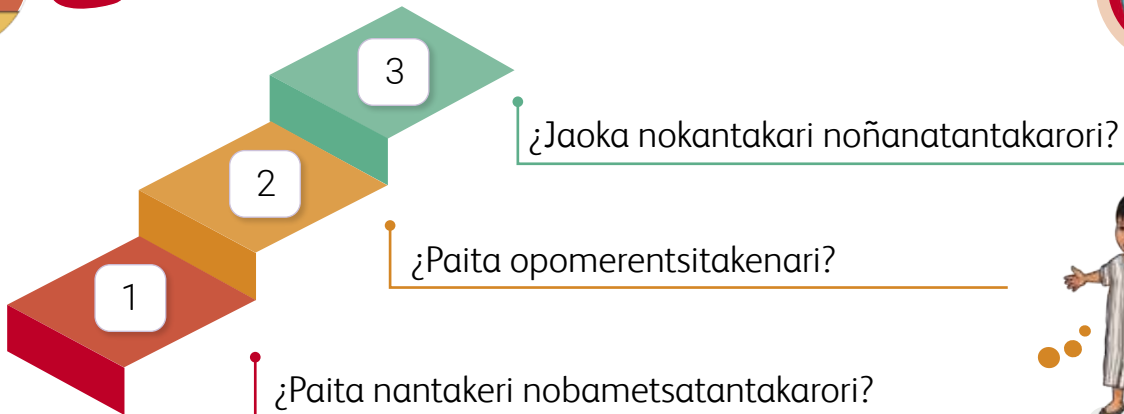 3
¿Jaoka nokantakari noñanatantakarori?
2
¿Paita opomerentsitakenari?
1
¿Paita nantakeri nobametsatantakarori?